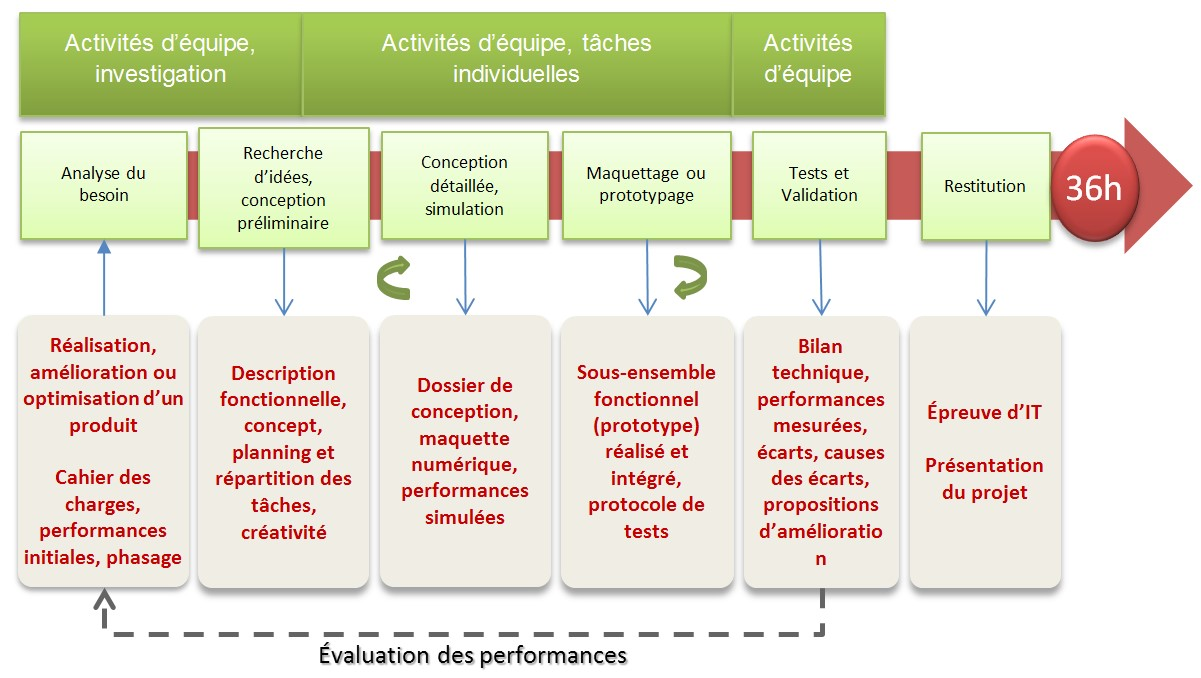 Activités d’équipe,
investigation
Activités d’équipe, tâches
individuelles
Activités
d’équipe
Analyse du
besoin
Recherche
d’idées,
conception
préliminaire
Conception
détaillée,
simulation
Maquettage ou
prototypage
Tests et
Validation
Restitution
36h
Réalisation,
amélioration ou
optimisation d’un
produit
Cahier des
charges,
performances
initiales, phasage
Description
fonctionnelle,
concept,
planning et
répartition des
tâches,
créativité
Dossier de
conception,
maquette
numérique,
performances
simulées
Sous-ensemble
fonctionnel
(prototype)
réalisé et
intégré,
protocole de
tests
Bilan
technique,
performances
mesurées,
écarts, causes
des écarts,
propositions
d’amélioratio
n
Épreuve d’IT
Présentation
du projet
Évaluation des performances